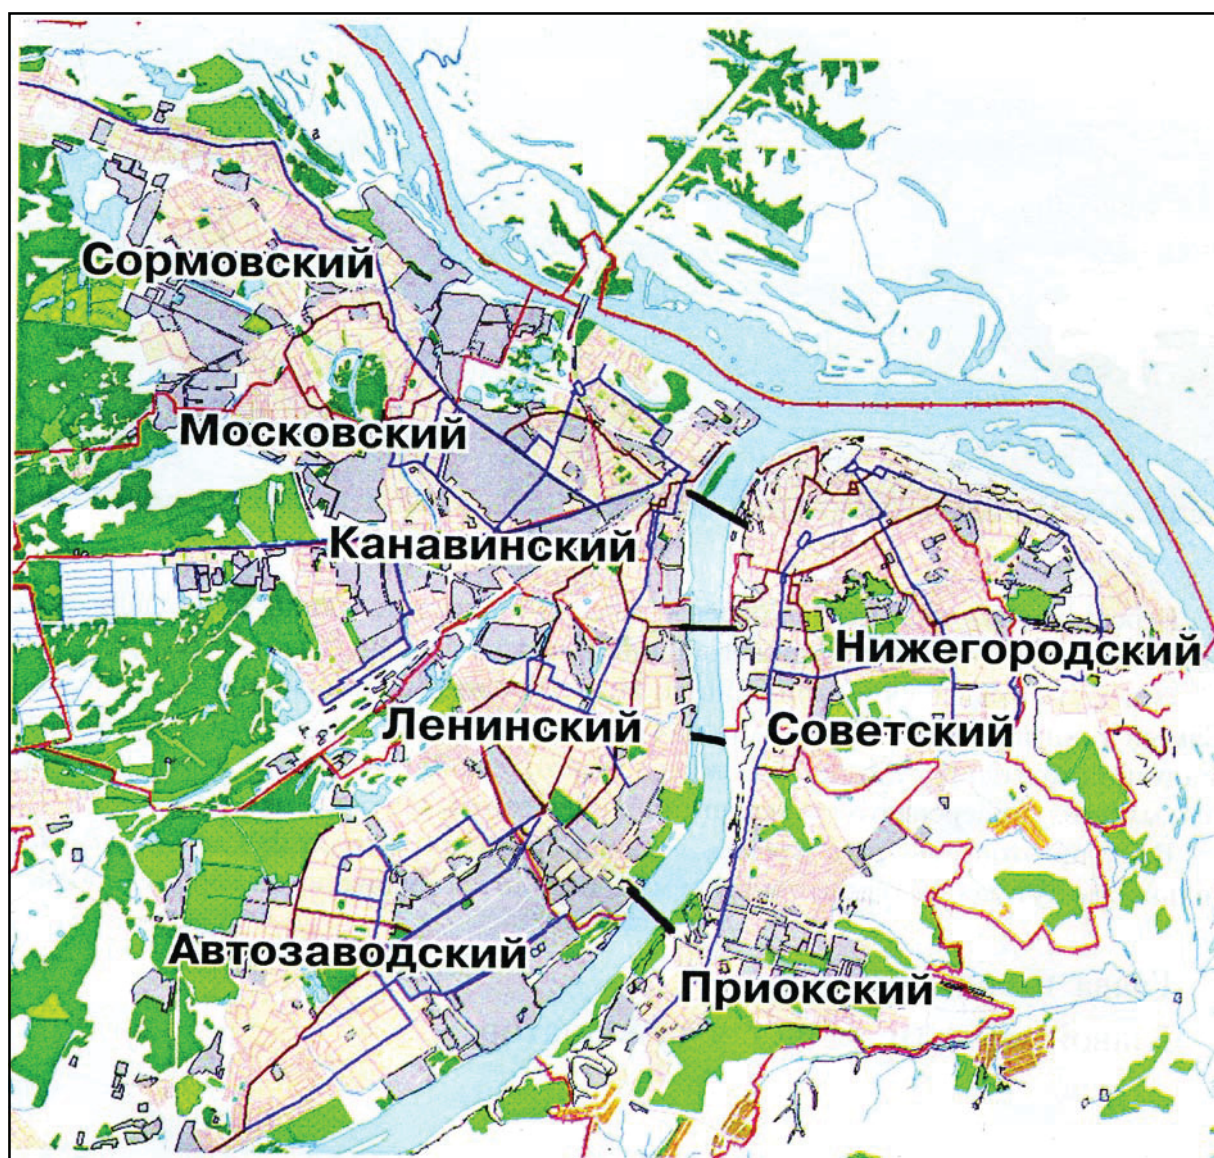 Сормовский
Московский
Канавинский
Нижегородский
Ленинский
Советский
Автозаводский
Приокский